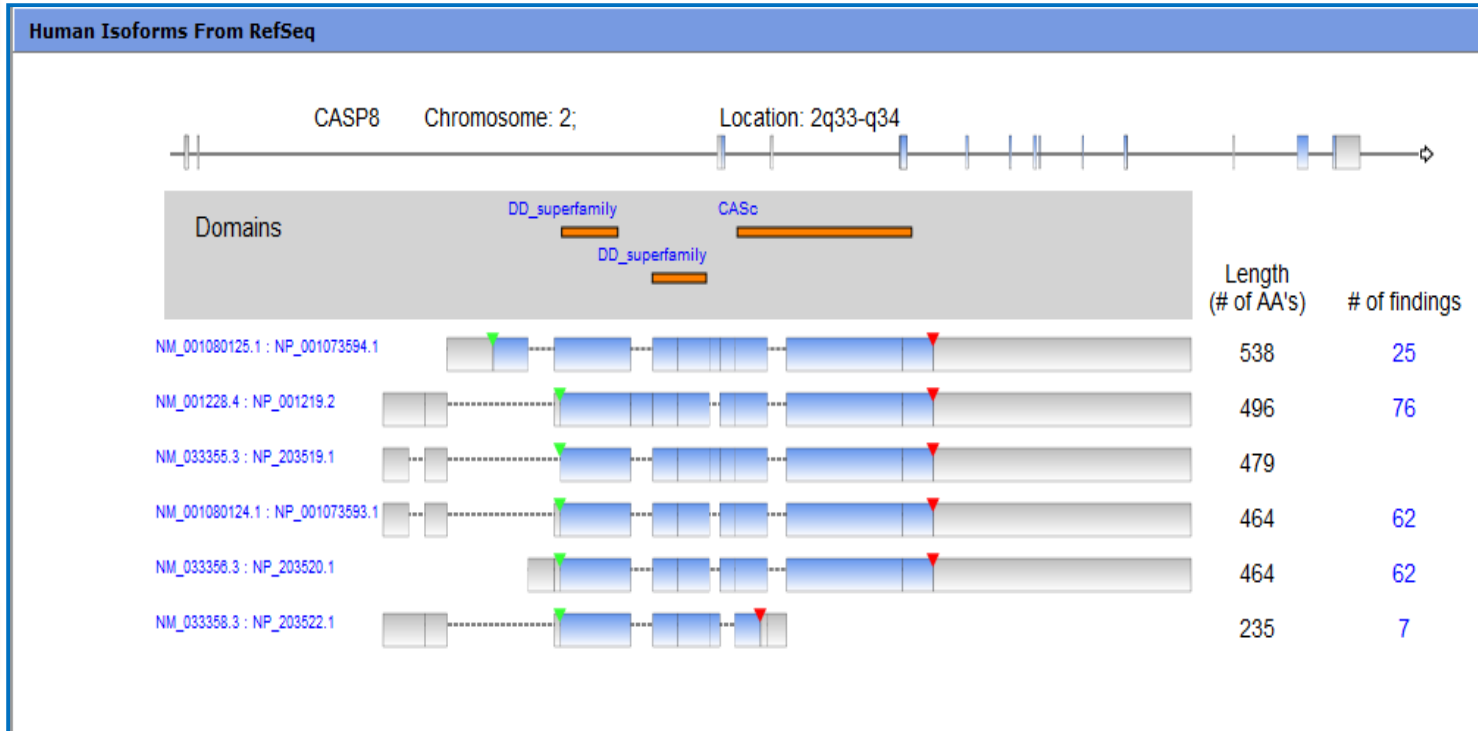 Human Isoforms From RefSeq
CASP8 Chromosome: 2; Location: 2q33-q34
Domains
DD_superfamily CASc
DD_superfamily
Length
(# of AA's) # of findings
NM_001080125.1 : NP_001073594.1 538 25
NM_001228.4 : NP_001219.2 496 76
NM_033355.3 : NP_203519.1 479
NM_001080124.1 : NP_001073593.1 464 62
NM_033356.3 : NP_203520.1 464 62
NM_033358.3 : NP_203522.1 235 7